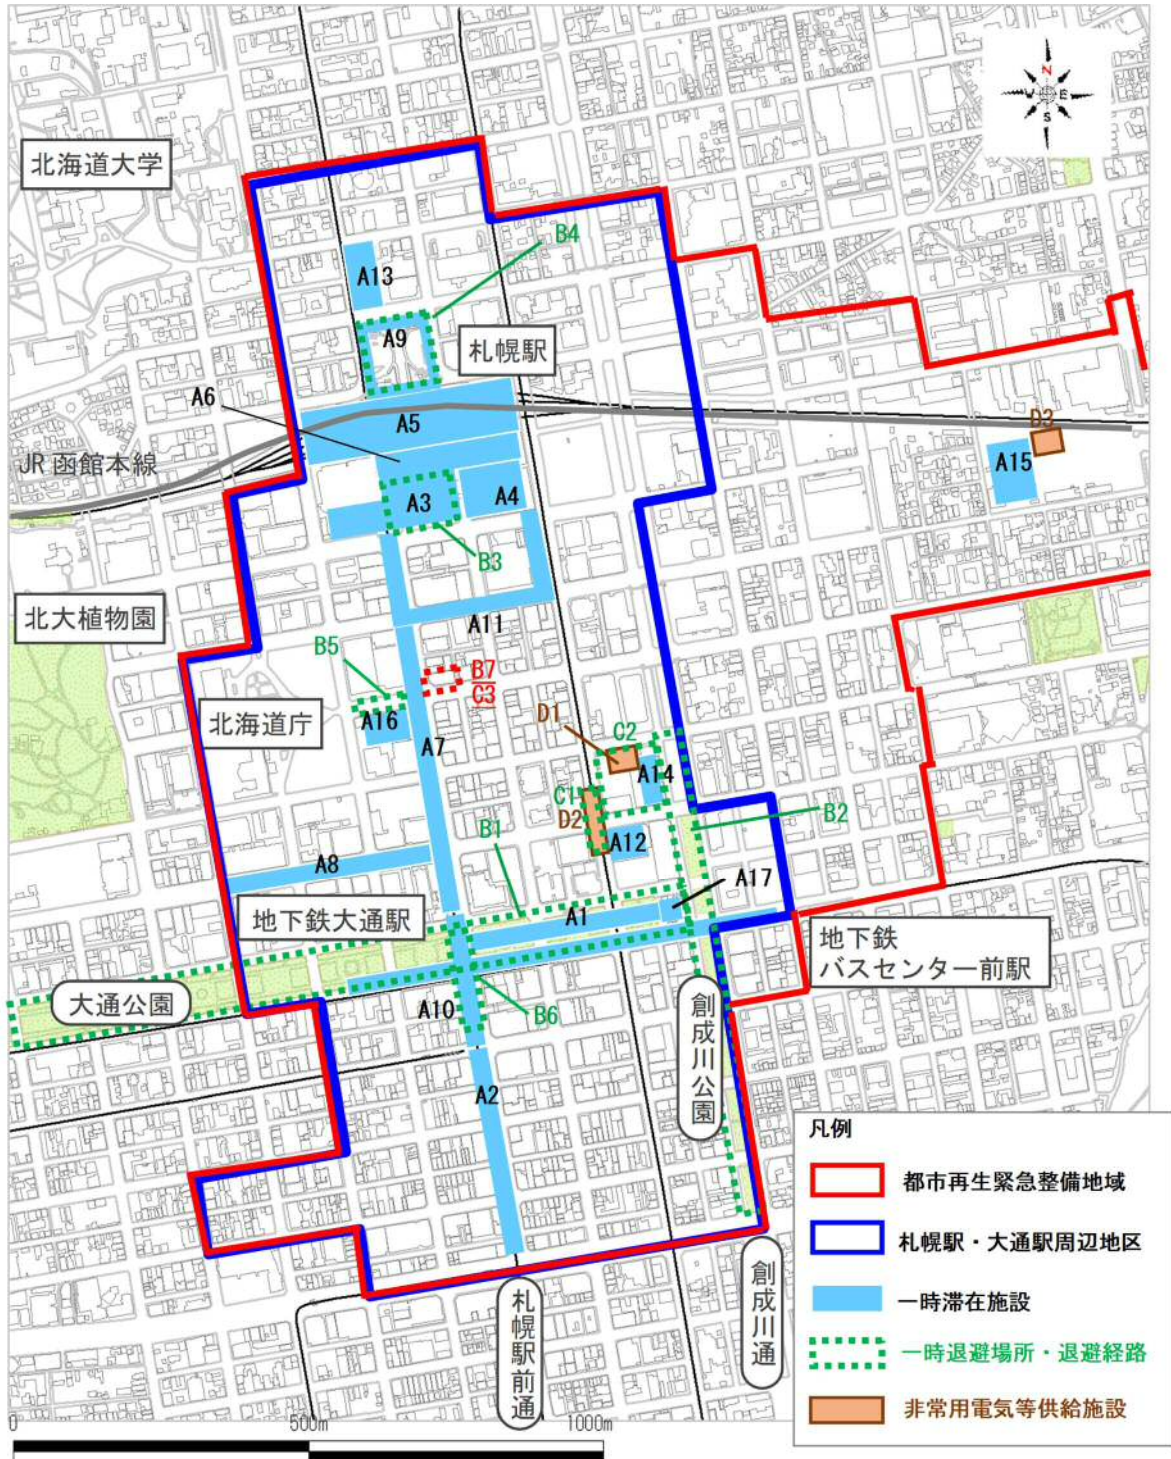 N
W
E
S
北海道大学
B4
A13
A9
札幌駅
A6
A5
D3
JR 函館本線
A15
A3
A4
B3
北大植物園
A11
B5
B7
C3
北海道庁
A16
D1
C2
A7
A14
C1
D2
B1
B2
A12
A8
A17
地下鉄大通駅
A1
地下鉄
バスセンター前駅
大通公園
A10
B6
創成川公園
A2
凡例
都市再生緊急整備地域
札幌駅・大通駅周辺地区
創成川通
札幌駅前通
一時滞在施設
一時退避場所・退避経路
非常用電気等供給施設
0
500m
1000m